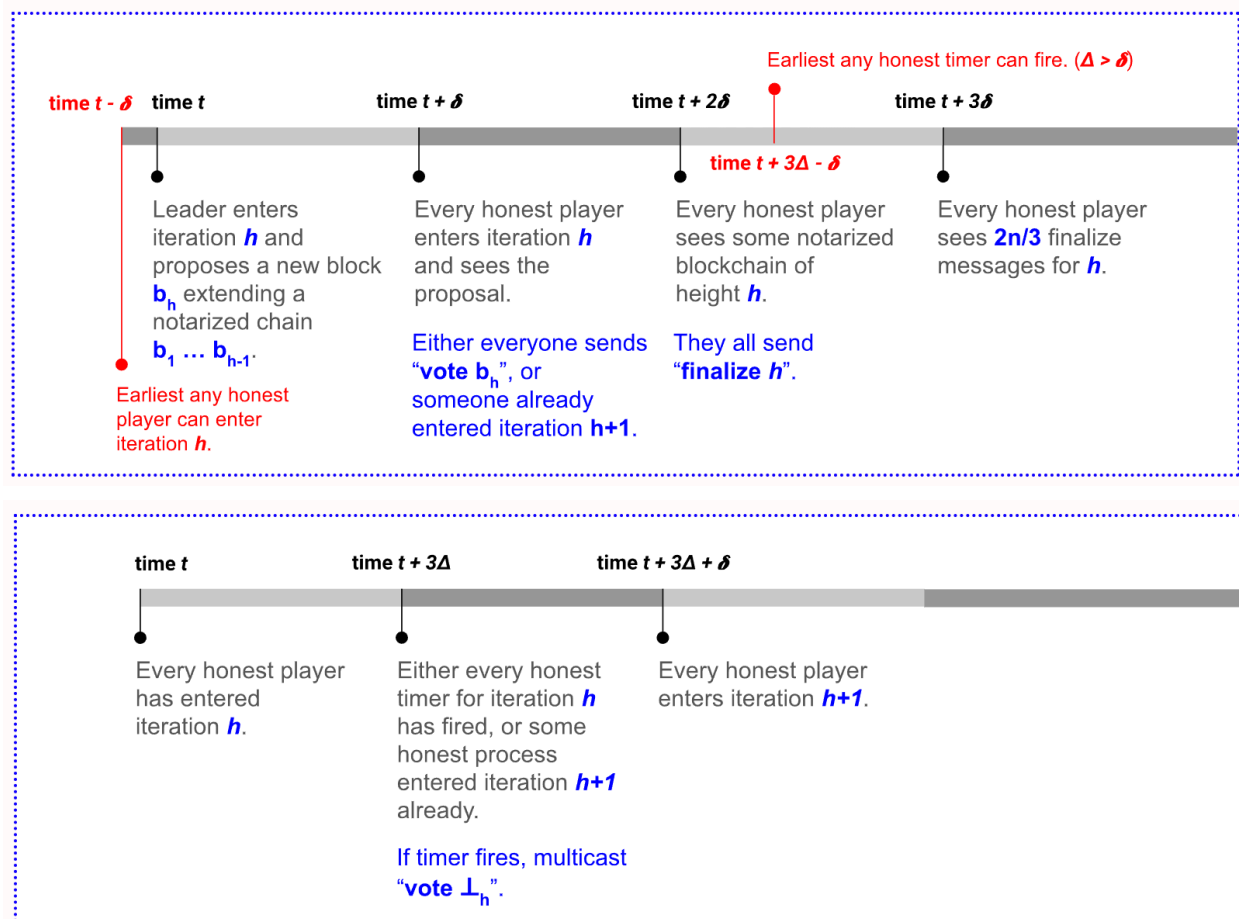 Earliest any honest timer can fire. (Δ > δ)
time t - δ
time t
time t + δ
time t + 2δ
time t + 3δ
time t + 3Δ - δ
Leader enters
iteration h and
proposes a new block
b_h extending a
notarized chain
b_1 ... b_h-1.
Earliest any honest
player can enter
iteration h.
Every honest player
enters iteration h
and sees the
proposal.
Either everyone sends
“vote b_h”, or
someone already
entered iteration h+1.
Every honest player
sees some notarized
blockchain of
height h.
They all send
“finalize h”.
Every honest player
sees 2n/3 finalize
messages for h.
time t
time t + 3Δ
time t + 3Δ + δ
Every honest player
has entered
iteration h.
Either every honest
timer for iteration h
has fired, or some
honest process
entered iteration h+1
already.
If timer fires, multicast
“vote ⊥_h”.
Every honest player
enters iteration h+1.